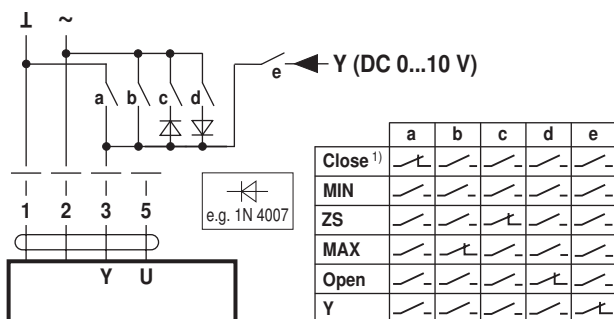 ⊥ ~
e Y (DC 0...10 V)
a b c d
1 2 3 5
e.g. 1N 4007
Y U
a b c d e
Close 1)
MIN
ZS
MAX
Open
Y